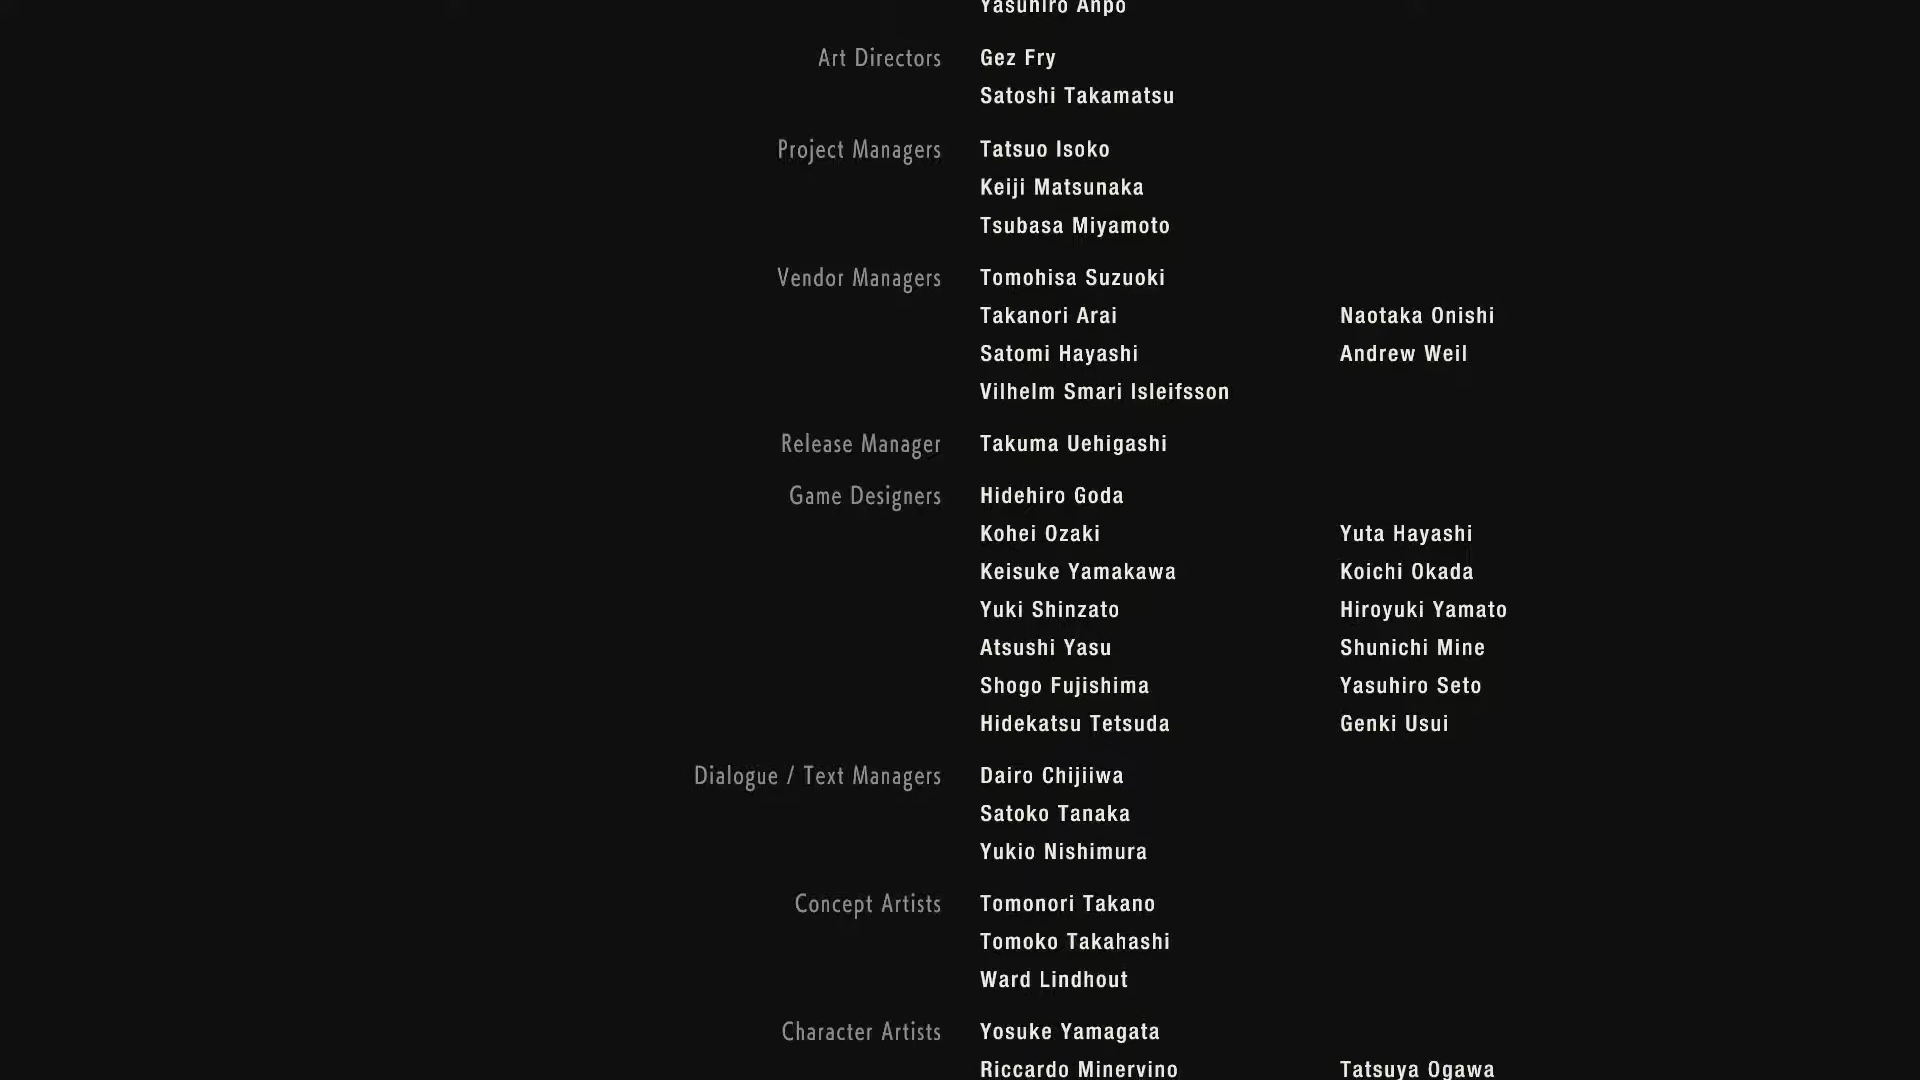 Yasuhiro Anpo
Art Directors Gez Fry
Satoshi Takamatsu
Project Managers Tatsuo Isoko
Keiji Matsunaka
Tsubasa Miyamoto
Vendor Managers Tomohisa Suzuoki
Takanori Arai Naotaka Onishi
Satomi Hayashi Andrew Weil
Vilhelm Smari Isleifsson
Release Manager Takuma Uehigashi
Game Designers Hidehiro Goda
Kohei Ozaki Yuta Hayashi
Keisuke Yamakawa Koichi Okada
Yuki Shinzato Hiroyuki Yamato
Atsushi Yasu Shunichi Mine
Shogo Fujishima Yasuhiro Seto
Hidekatsu Tetsuda Genki Usui
Dialogue / Text Managers Dairo Chijiiwa
Satoko Tanaka
Yukio Nishimura
Concept Artists Tomonori Takano
Tomoko Takahashi
Ward Lindhout
Character Artists Yosuke Yamagata
Riccardo Minervino Tatsuya Ogawa